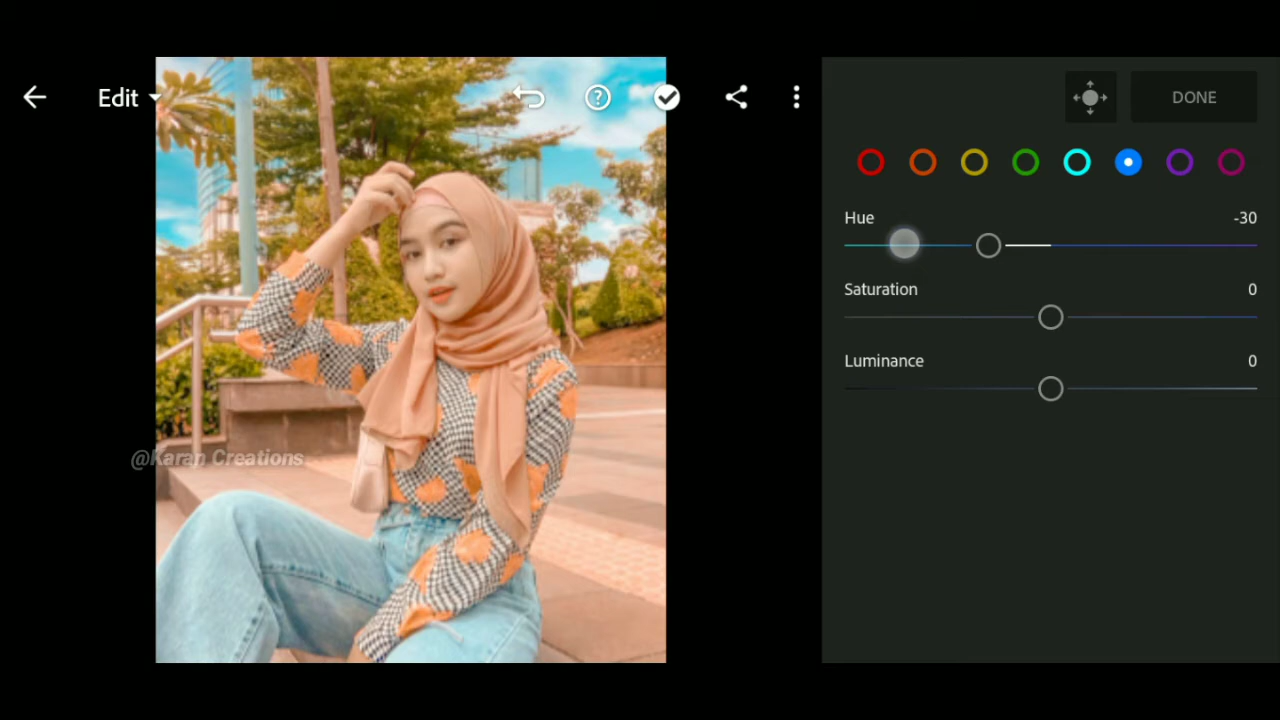 Edit
DONE
Hue -30
Saturation 0
Luminance 0
@Karan Creations